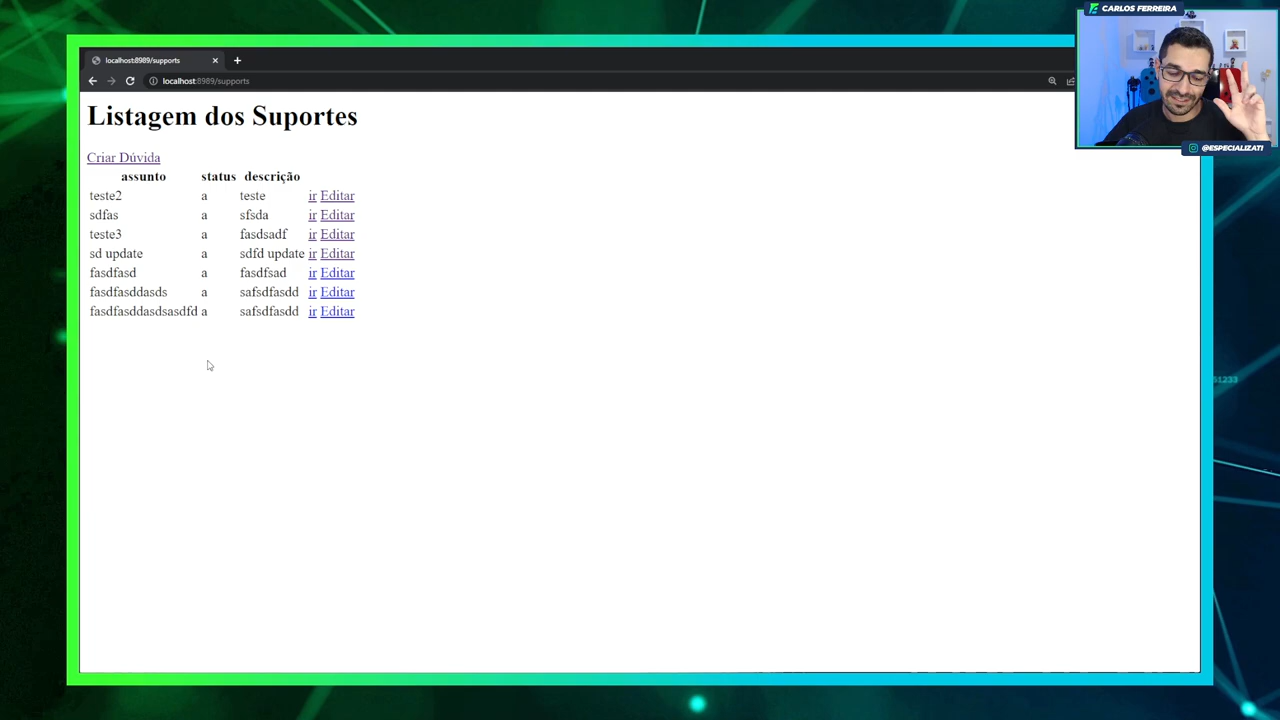 CARLOS FERREIRA
localhost:8989/supports
localhost:8989/supports
@ESPECIALIZATI
Listagem dos Suportes
Criar Dúvida
assunto status descrição
teste2 a teste ir Editar
sdfas a sfsda ir Editar
teste3 a fasdsadf ir Editar
sd update a sdfd update ir Editar
fasdfasd a fasdfsad ir Editar
fasdfasddasds a safsdfasdd ir Editar
fasdfasddasdsasdfd a safsdfasdd ir Editar